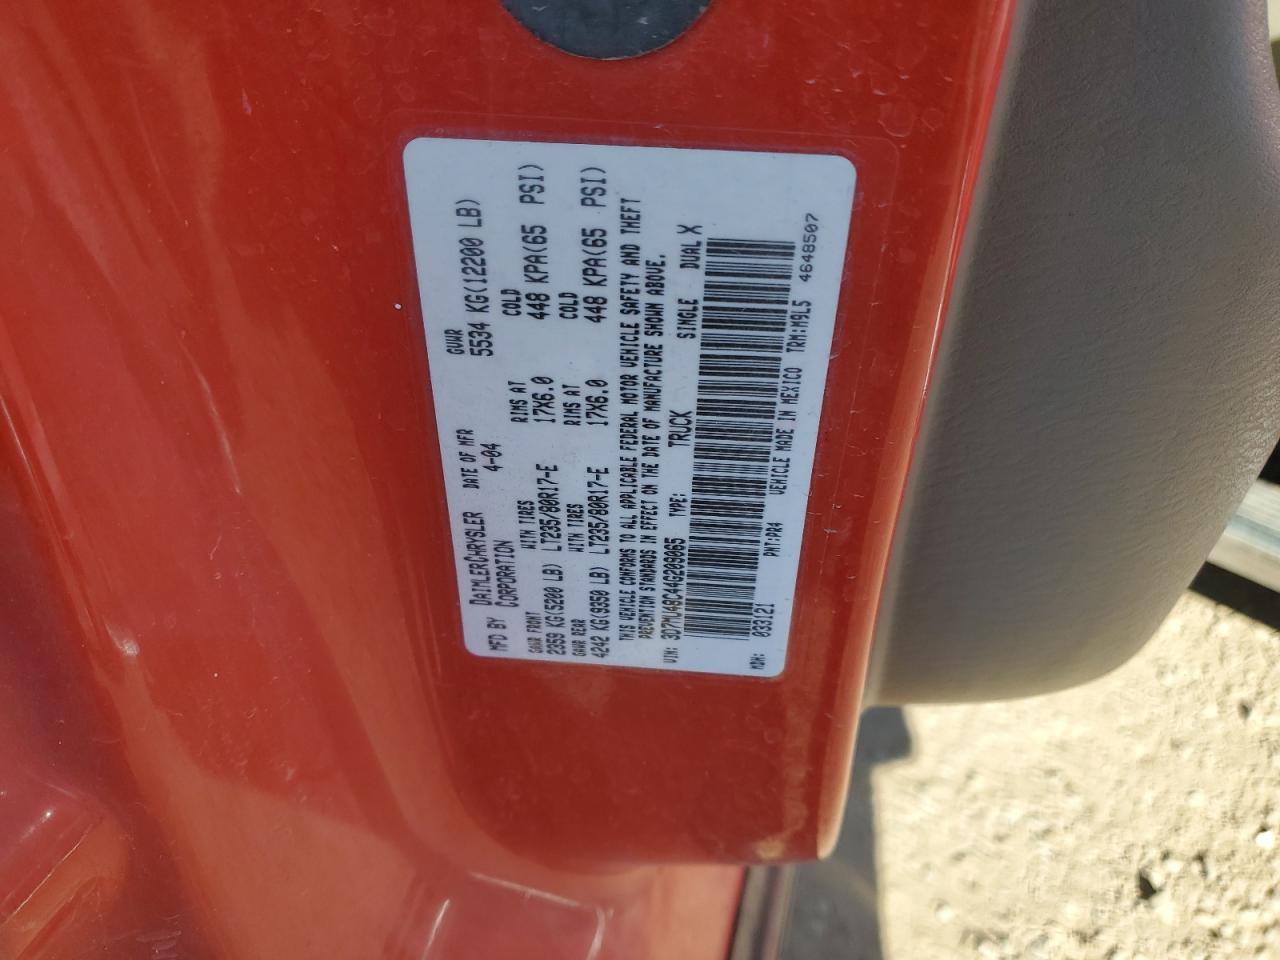 MFD BY DAIMLERCHRYSLER CORPORATION DATE OF MFR 4-04 GVWR 5534 KG(12200 LB)
GAWR FRONT WITH TIRES RIMS AT COLD
2359 KG(5200 LB) LT235/80R17-E 17X6.0 448 KPA(65 PSI)
GAWR REAR WITH TIRES RIMS AT COLD
4242 KG(9350 LB) LT235/80R17-E 17X6.0 448 KPA(65 PSI)
THIS VEHICLE CONFORMS TO ALL APPLICABLE FEDERAL MOTOR VEHICLE SAFETY AND THEFT
PREVENTION STANDARDS IN EFFECT ON THE DATE OF MANUFACTURE SHOWN ABOVE.
VIN: 3D7MU48C44G209065 TYPE: TRUCK SINGLE DUAL X
MDH: 033121 PNT:PR4 VEHICLE MADE IN MEXICO TRM:M9L5 4648507